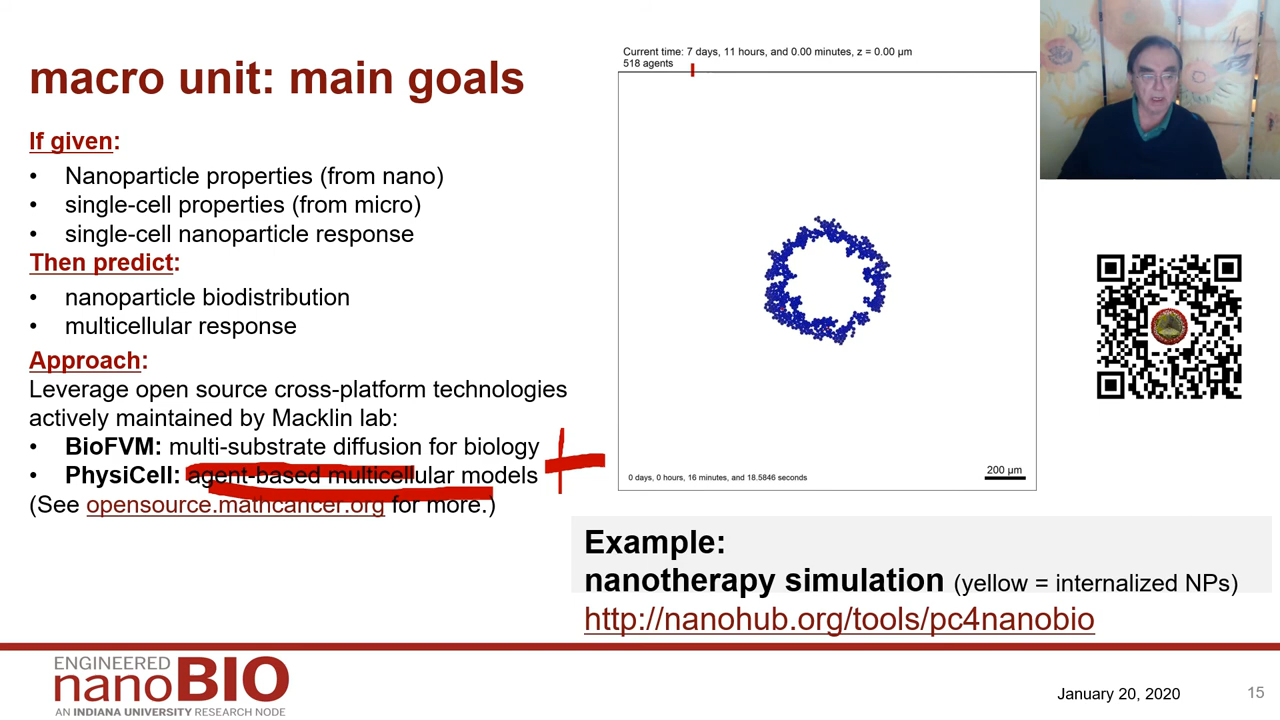 macro unit: main goals
If given:
• Nanoparticle properties (from nano)
• single-cell properties (from micro)
• single-cell nanoparticle response
Then predict:
• nanoparticle biodistribution
• multicellular response
Approach:
Leverage open source cross-platform technologies
actively maintained by Macklin lab:
• BioFVM: multi-substrate diffusion for biology
• PhysiCell: agent-based multicellular models
(See opensource.mathcancer.org for more.)
Current time: 7 days, 11 hours, and 0.00 minutes, z = 0.00 μm
518 agents
0 days, 0 hours, 16 minutes, and 18.5846 seconds
200 μm
Example:
nanotherapy simulation (yellow = internalized NPs)
http://nanohub.org/tools/pc4nanobio
ENGINEERED
nanoBIO
AN INDIANA UNIVERSITY RESEARCH NODE
January 20, 2020
15